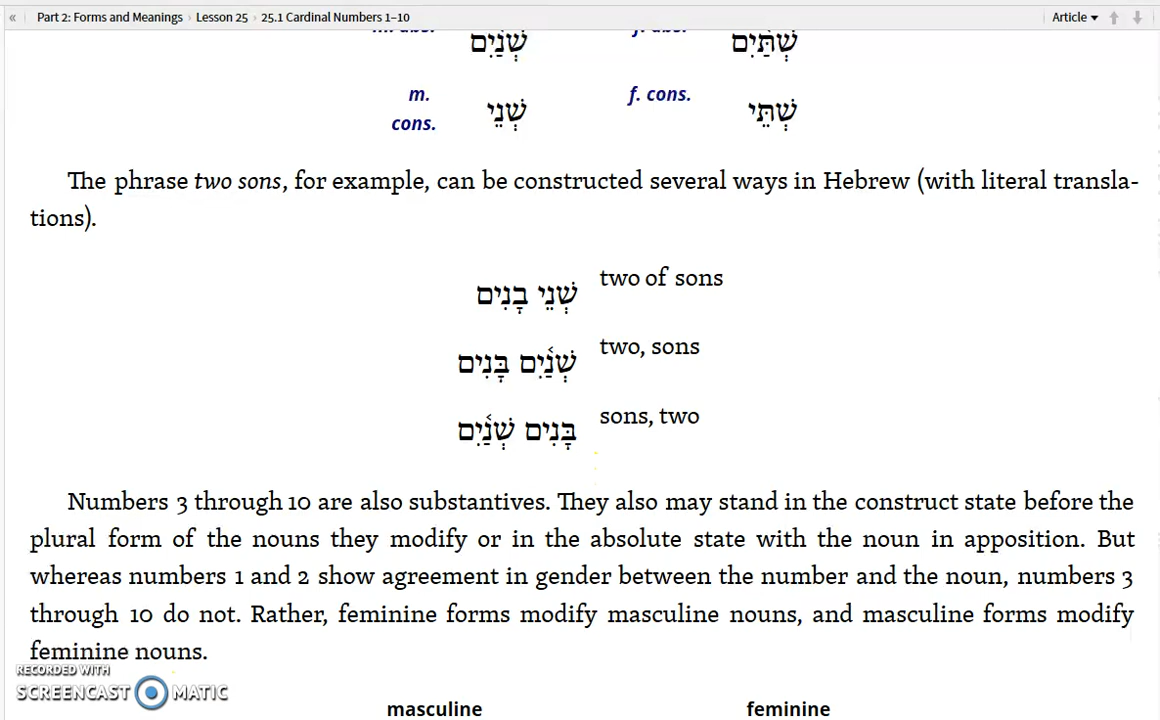 « Part 2: Forms and Meanings › Lesson 25 › 25.1 Cardinal Numbers 1–10 Article
m. abs. שְׁנַ֫יִם f. abs. שְׁתַּ֫יִם
m. שְׁנֵי f. cons. שְׁתֵּי
cons.
The phrase two sons, for example, can be constructed several ways in Hebrew (with literal transla-
tions).
שְׁנֵי בָנִים two of sons
שְׁנַ֫יִם בָּנִים two, sons
בָּנִים שְׁנַ֫יִם sons, two
Numbers 3 through 10 are also substantives. They also may stand in the construct state before the
plural form of the nouns they modify or in the absolute state with the noun in apposition. But
whereas numbers 1 and 2 show agreement in gender between the number and the noun, numbers 3
through 10 do not. Rather, feminine forms modify masculine nouns, and masculine forms modify
feminine nouns.
RECORDED WITH
SCREENCAST MATIC
masculine feminine